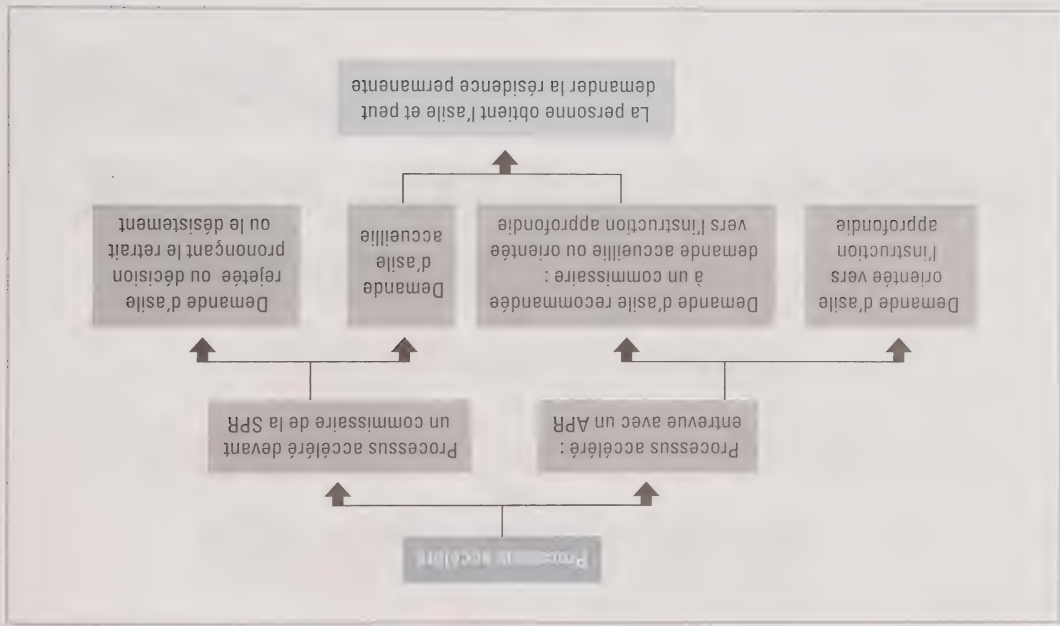 Processus accéléré
Processus accéléré :
entrevue avec un APR
Processus accéléré devant
un commissaire de la SPR
Demande d'asile
orientée vers
l'instruction
approfondie
Demande d'asile recommandée
à un commissaire :
demande accueillie ou orientée
vers l'instruction approfondie
Demande
d'asile
accueillie
Demande d'asile
rejetée ou décision
prononçant le retrait
ou le désistement
La personne obtient l'asile et peut
demander la résidence permanente